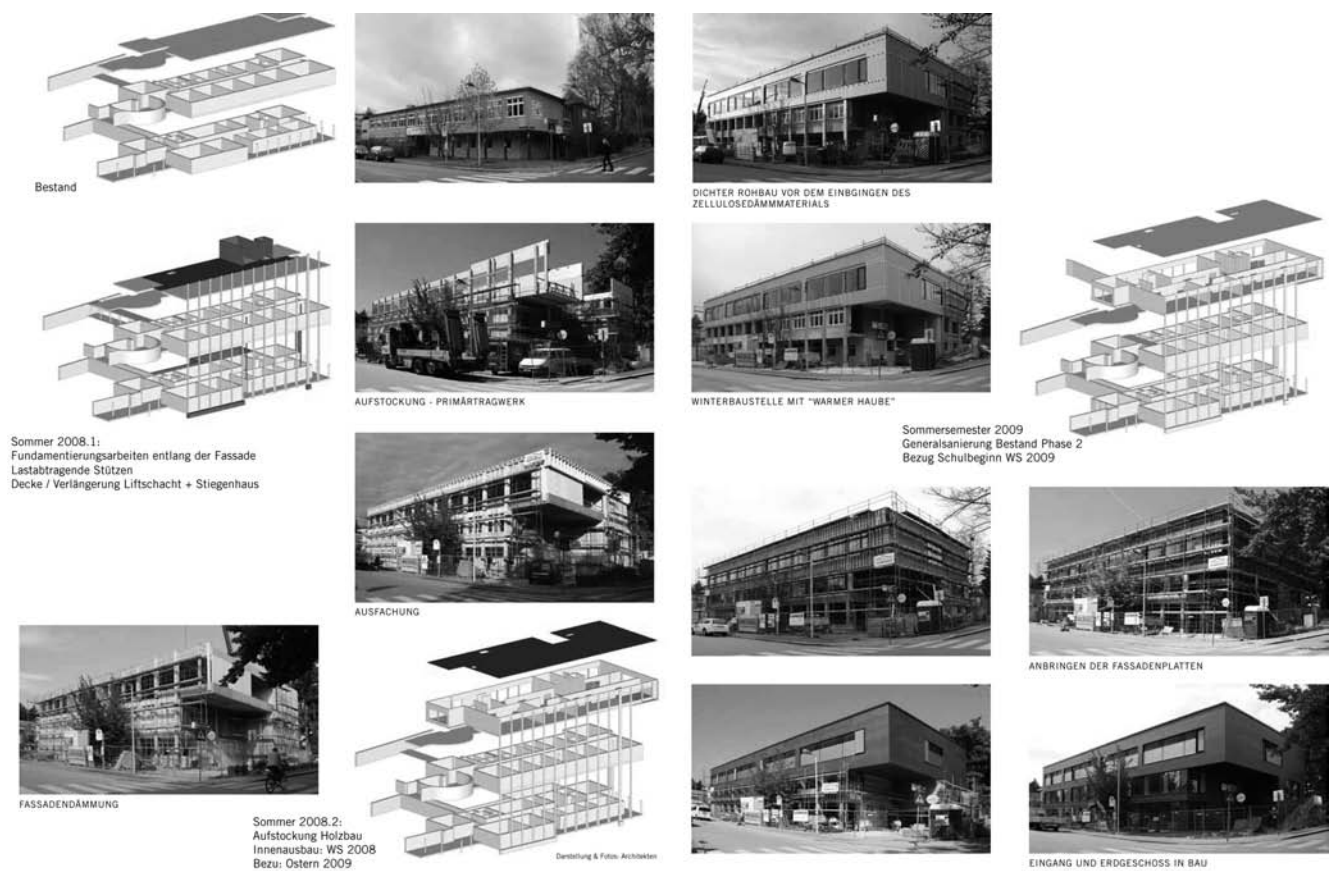 Bestand
DICHTER ROHBAU VOR DEM EINBGINGEN DES
ZELLULOSEDÄMMMATERIALS
Sommer 2008.1:
Fundamentierungsarbeiten entlang der Fassade
Lastabtragende Stützen
Decke / Verlängerung Liftschacht + Stiegenhaus
AUFSTOCKUNG - PRIMÄRTRAGWERK
WINTERBAUSTELLE MIT "WARMER HAUBE"
Sommersemester 2009
Generalsanierung Bestand Phase 2
Bezug Schulbeginn WS 2009
AUSFACHUNG
FASSADENDÄMMUNG
Sommer 2008.2:
Aufstockung Holzbau
Innenausbau: WS 2008
Bezu: Ostern 2009
Darstellung & Fotos: Architekten
ANBRINGEN DER FASSADENPLATTEN
EINGANG UND ERDGESCHOSS IN BAU